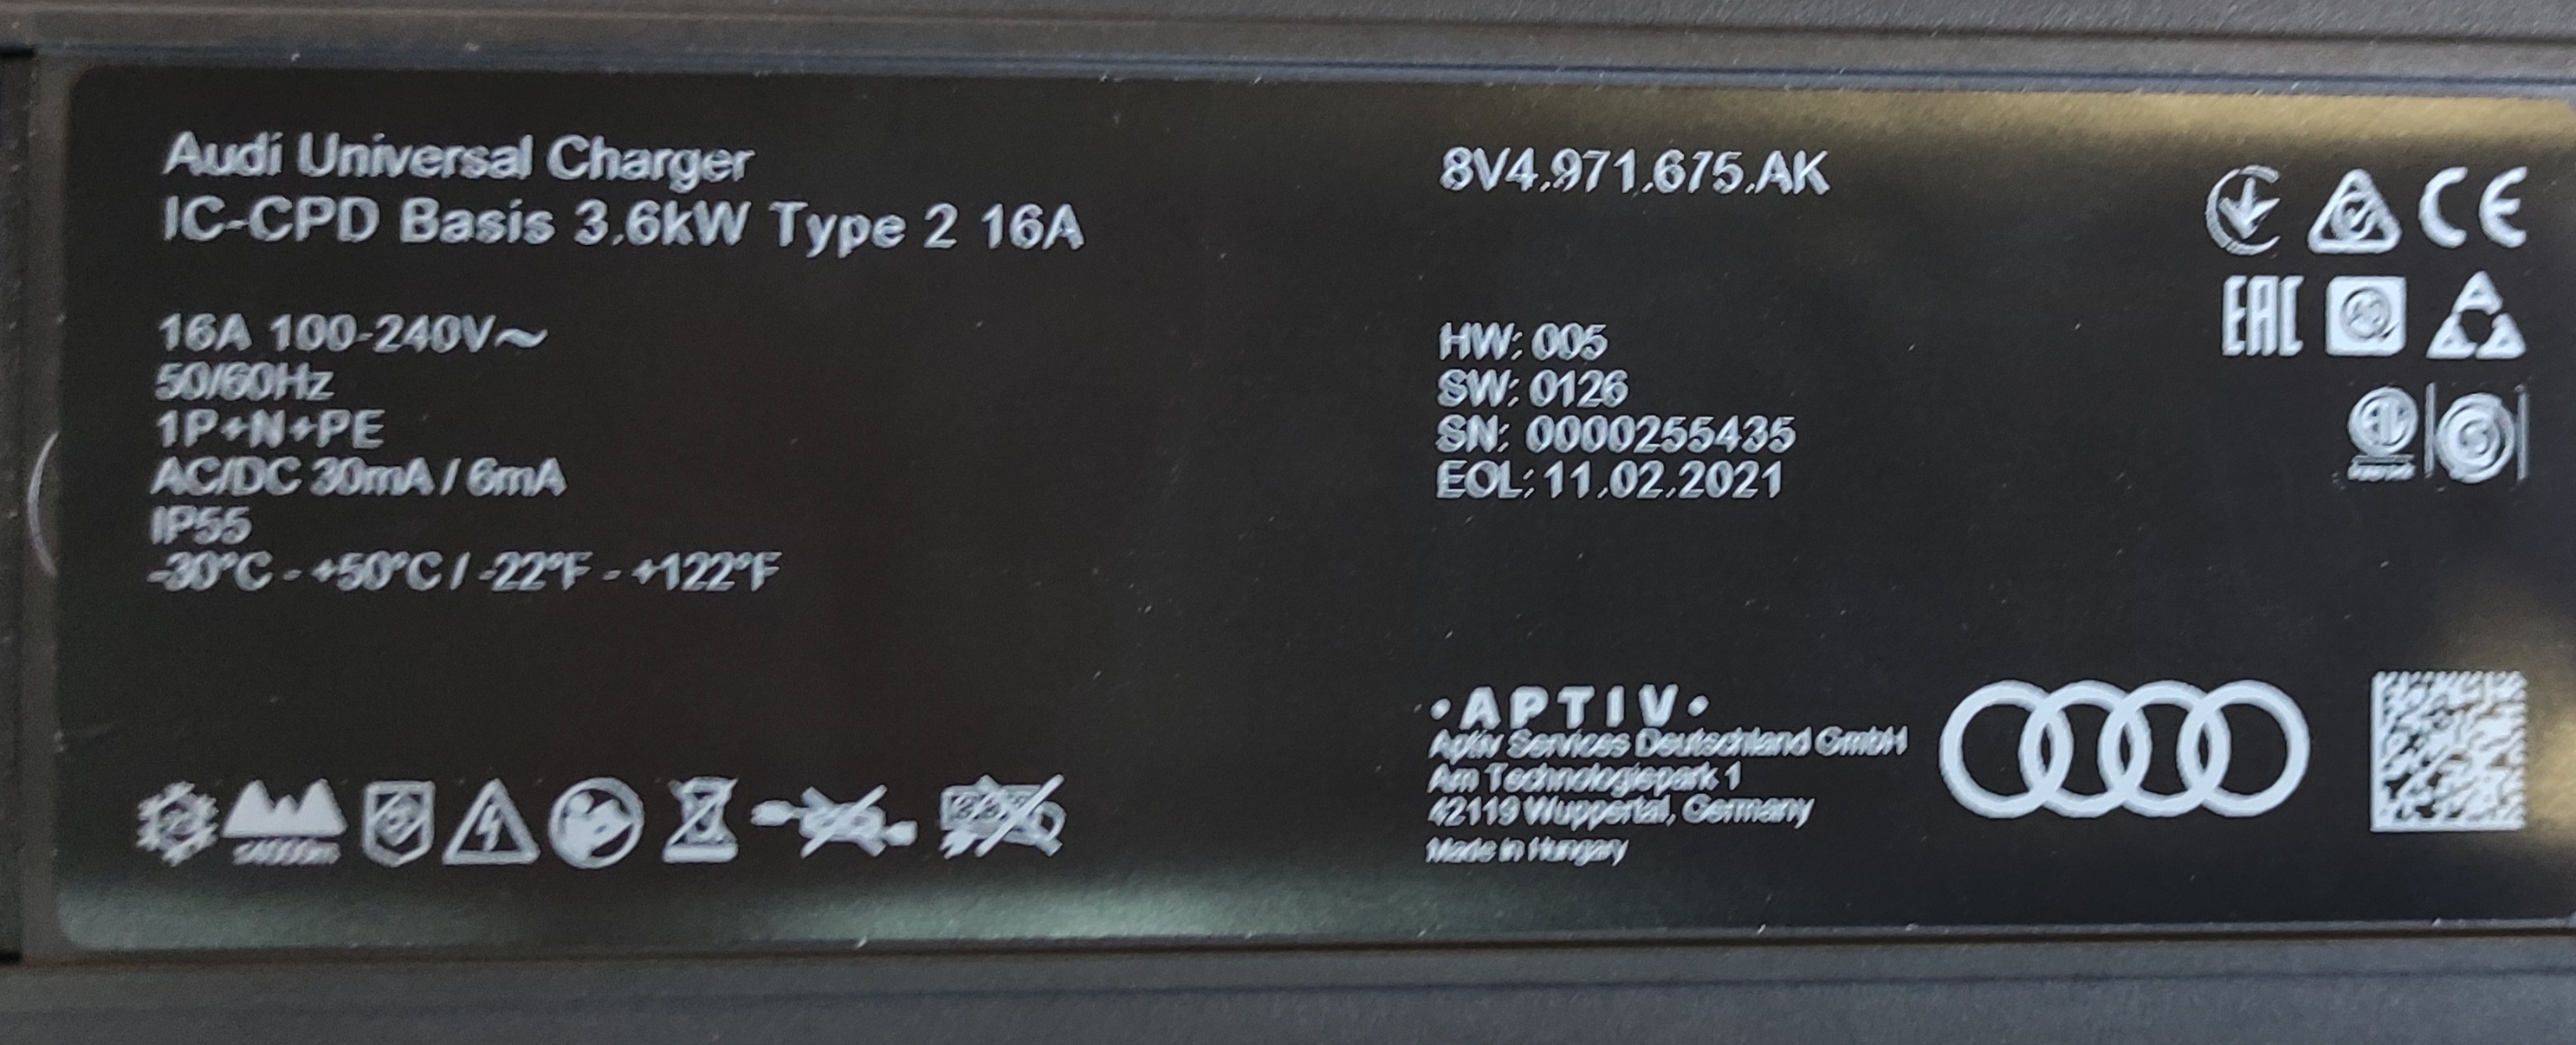 Audi Universal Charger
IC-CPD Basis 3.6kW Type 2 16A
16A 100-240V~
50/60Hz
1P+N+PE
AC/DC 30mA / 6mA
IP55
-30°C - +50°C / -22°F - +122°F
8V4.971.675.AK
HW: 005
SW: 0126
SN: 0000255435
EOL: 11.02.2021
CE
EAC
•APTIV•
Aptiv Services Deutschland GmbH
Am Technologiepark 1
42119 Wuppertal, Germany
Made in Hungary